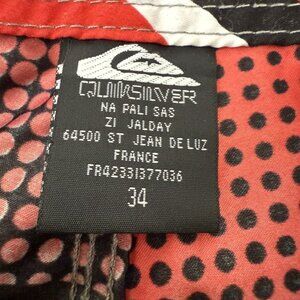 QUIKSILVER
NA PALI SAS
ZI JALDAY
64500 ST JEAN DE LUZ
FRANCE
FR42331377036
34